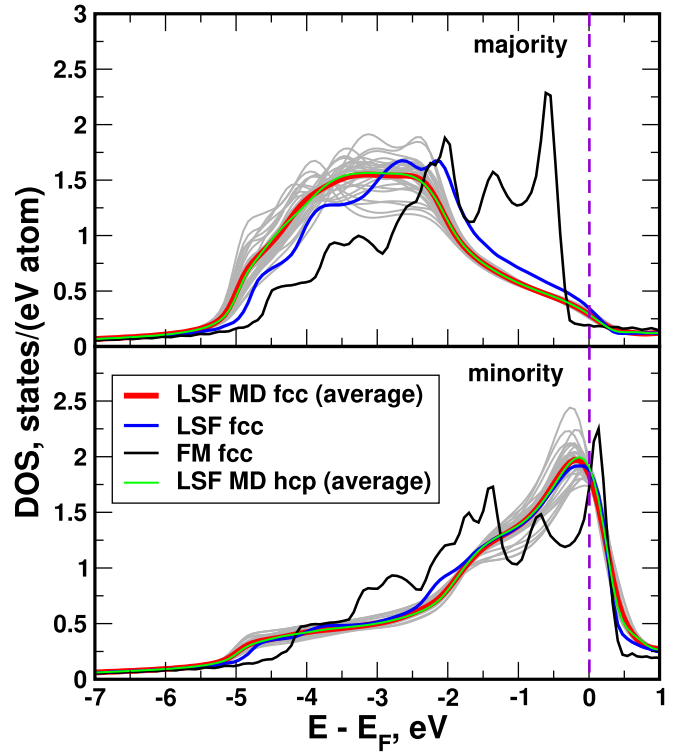 3
2.5
2
1.5
1
0.5
0
majority
DOS, states/(eV atom)
minority
LSF MD fcc (average)
LSF fcc
FM fcc
LSF MD hcp (average)
2.5
2
1.5
1
0.5
0
-7 -6 -5 -4 -3 -2 -1 0 1
E - E_F, eV